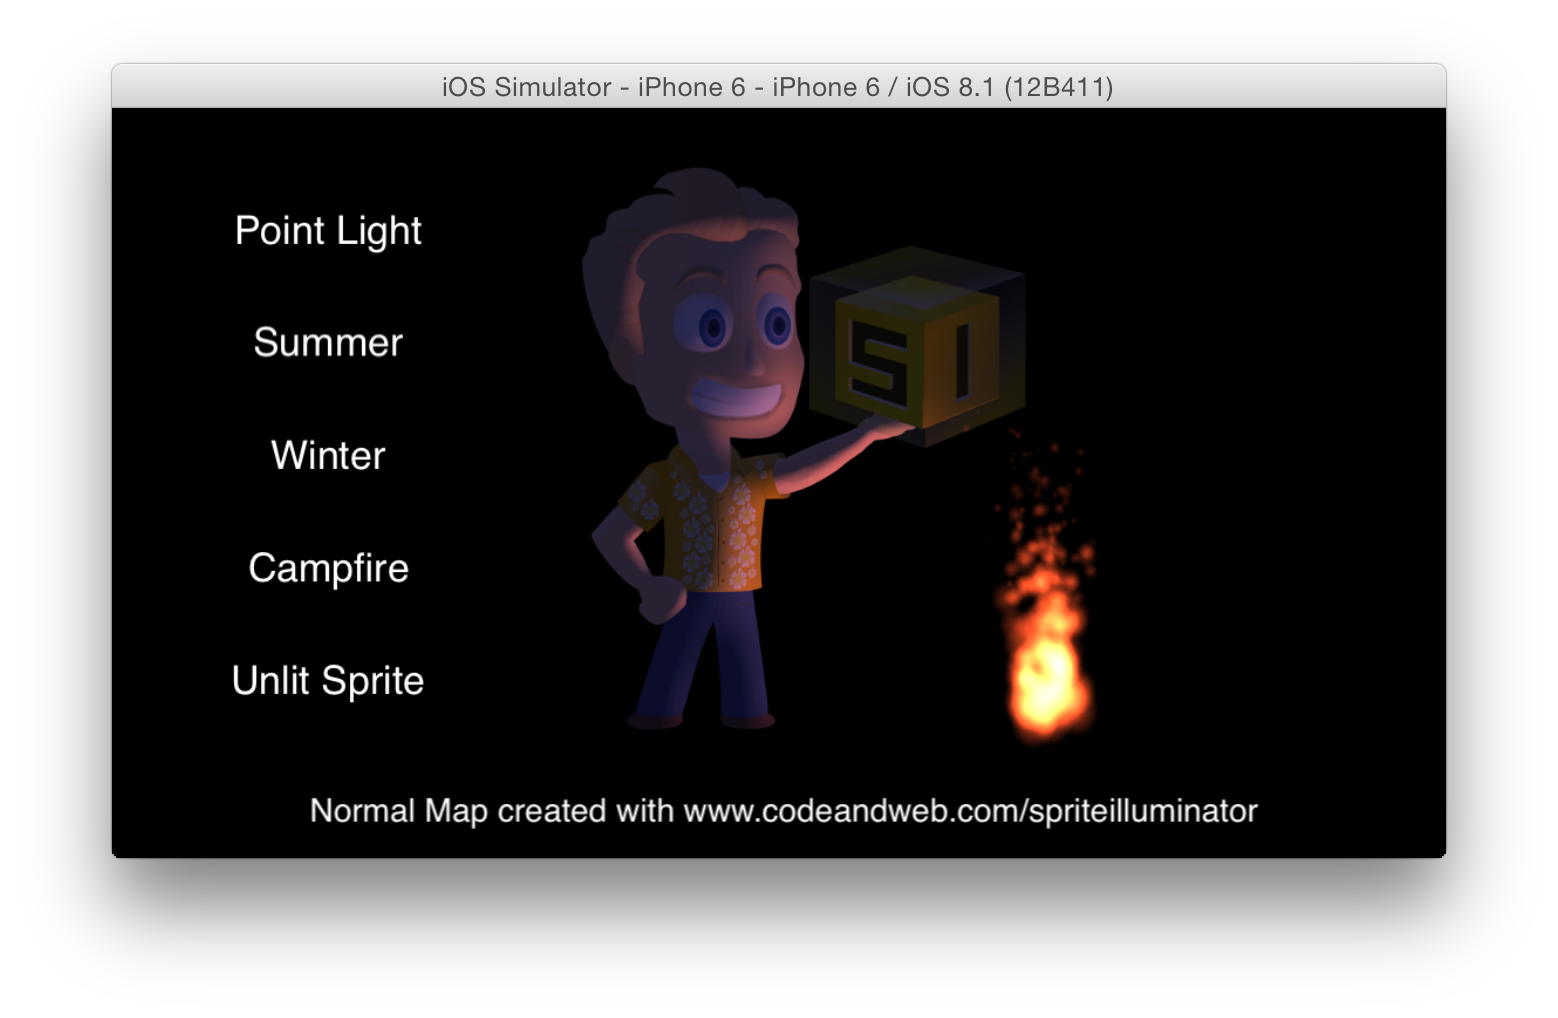 iOS Simulator - iPhone 6 - iPhone 6 / iOS 8.1 (12B411)
Point Light
Summer
Winter
Campfire
Unlit Sprite
SI
Normal Map created with www.codeandweb.com/spriteilluminator